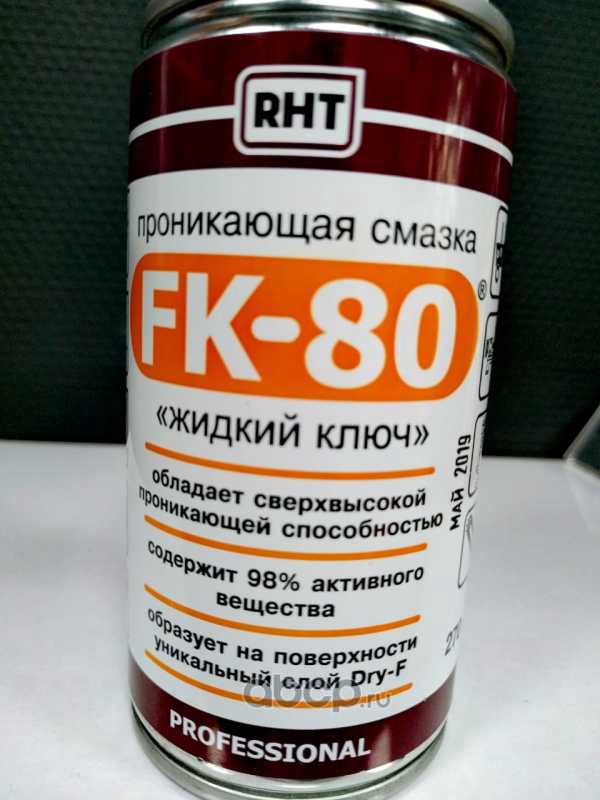 RHT
проникающая смазка
FK-80®
«ЖИДКИЙ КЛЮЧ»
обладает сверхвысокой
проникающей способностью
содержит 98% активного
вещества
образует на поверхности
уникальный слой Dry-F
PROFESSIONAL
МАЙ 2019
abcp.ru